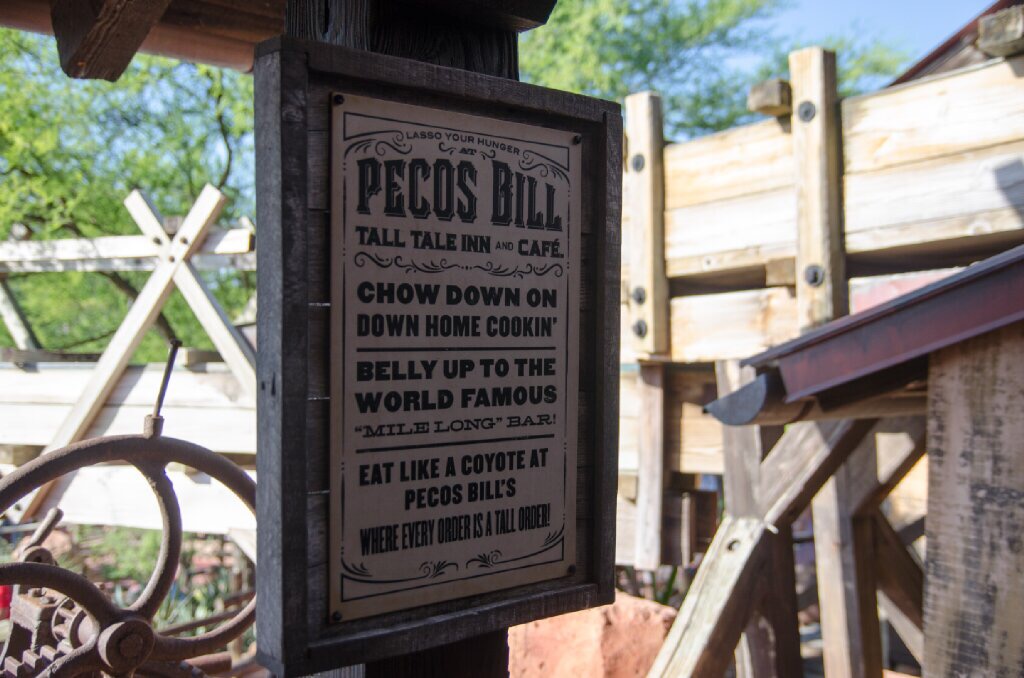 LASSO YOUR HUNGER
AT
PECOS BILL
TALL TALE INN AND CAFÉ.
CHOW DOWN ON
DOWN HOME COOKIN'
BELLY UP TO THE
WORLD FAMOUS
"MILE LONG" BAR!
EAT LIKE A COYOTE AT
PECOS BILL'S
WHERE EVERY ORDER IS A TALL ORDER!